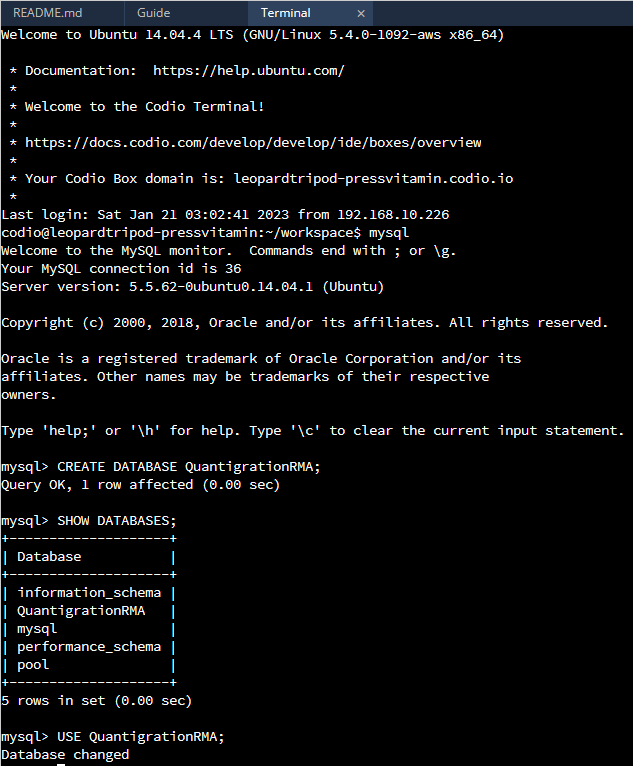 README.md Guide Terminal ×
Welcome to Ubuntu 14.04.4 LTS (GNU/Linux 5.4.0-1092-aws x86_64)
* Documentation:  https://help.ubuntu.com/
*
* Welcome to the Codio Terminal!
*
* https://docs.codio.com/develop/develop/ide/boxes/overview
*
* Your Codio Box domain is: leopardtripod-pressvitamin.codio.io
*
Last login: Sat Jan 21 03:02:41 2023 from 192.168.10.226
codio@leopardtripod-pressvitamin:~/workspace$ mysql
Welcome to the MySQL monitor.  Commands end with ; or \g.
Your MySQL connection id is 36
Server version: 5.5.62-0ubuntu0.14.04.1 (Ubuntu)
Copyright (c) 2000, 2018, Oracle and/or its affiliates. All rights reserved.
Oracle is a registered trademark of Oracle Corporation and/or its
affiliates. Other names may be trademarks of their respective
owners.
Type 'help;' or '\h' for help. Type '\c' to clear the current input statement.
mysql> CREATE DATABASE QuantigrationRMA;
Query OK, 1 row affected (0.00 sec)
mysql> SHOW DATABASES;
+--------------------+
| Database           |
+--------------------+
| information_schema |
| QuantigrationRMA   |
| mysql              |
| performance_schema |
| pool               |
+--------------------+
5 rows in set (0.00 sec)
mysql> USE QuantigrationRMA;
Database changed